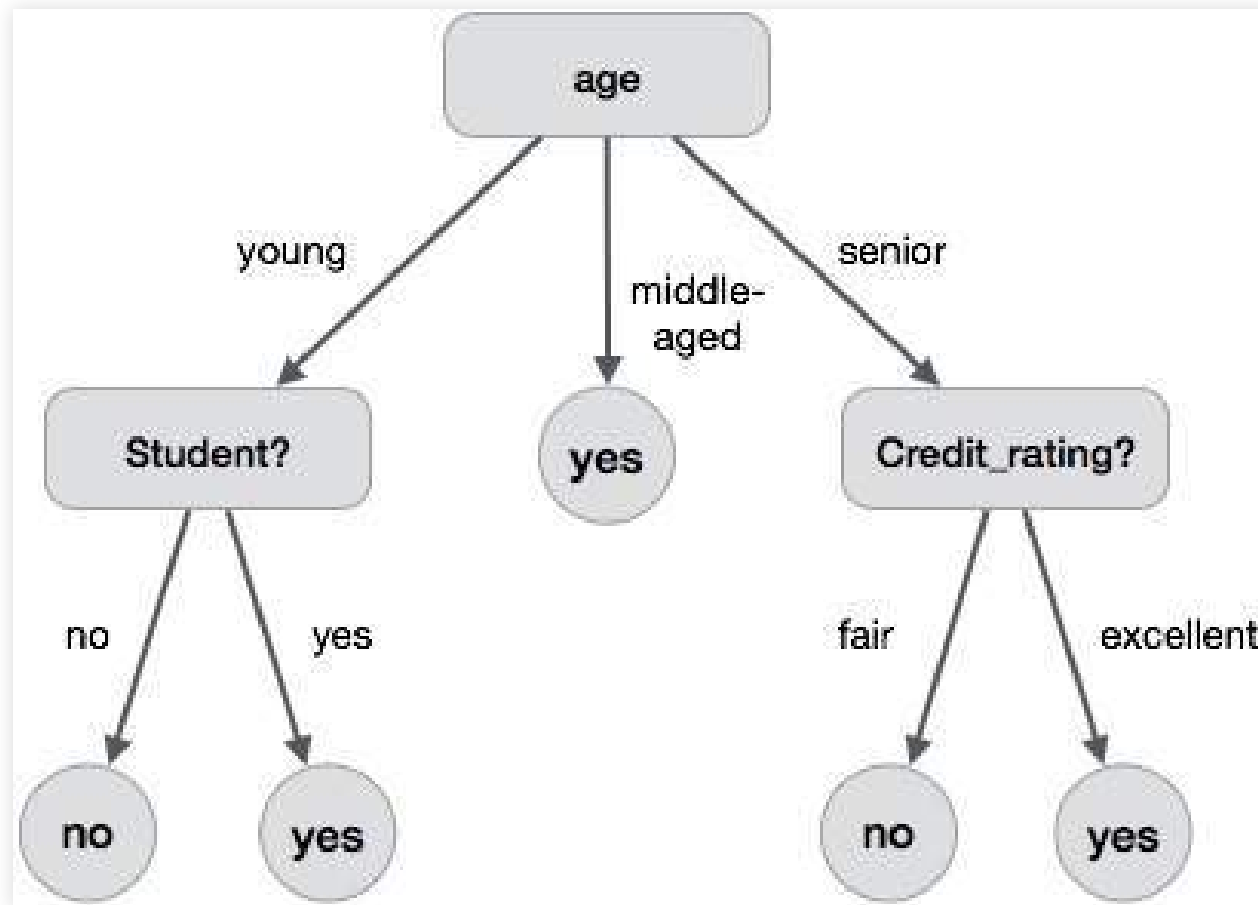 age
young
senior
middle-
aged
Student?
yes
Credit_rating?
no
yes
fair
excellent
no
yes
no
yes